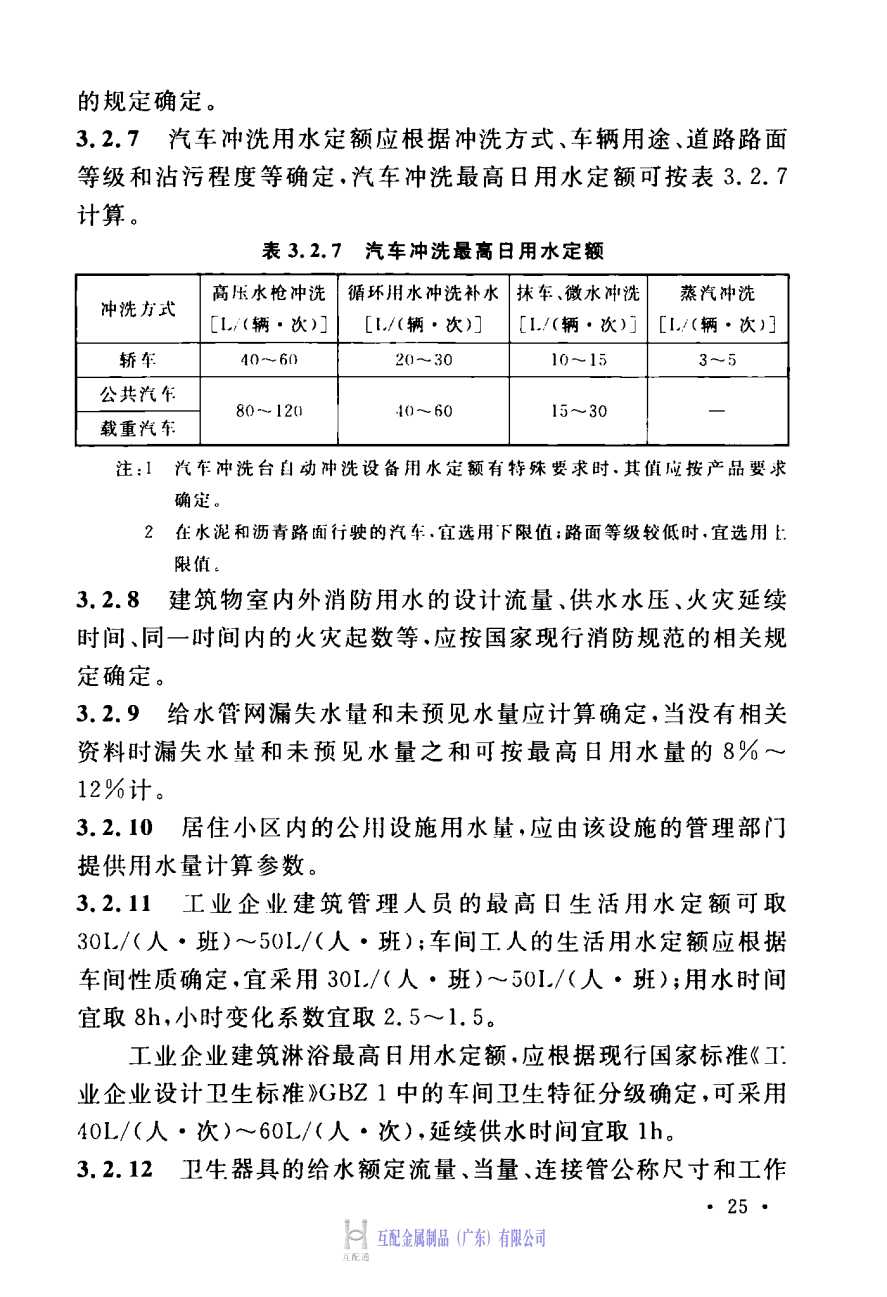 的规定确定。
3.2.7 汽车冲洗用水定额应根据冲洗方式、车辆用途、道路路面
等级和沾污程度等确定,汽车冲洗最高日用水定额可按表 3.2.7
计算。
表 3.2.7 汽车冲洗最高日用水定额
冲洗方式 高压水枪冲洗 [L/(辆·次)] 循环用水冲洗补水 [L/(辆·次)] 抹车、微水冲洗 [L/(辆·次)] 蒸汽冲洗 [L/(辆·次)]
轿车 40～60 20～30 10～15 3～5
公共汽车 80～120 40～60 15～30 —
载重汽车
注:1 汽车冲洗台自动冲洗设备用水定额有特殊要求时,其值应按产品要求
确定。
2 在水泥和沥青路面行驶的汽车,宜选用下限值;路面等级较低时,宜选用上
限值。
3.2.8 建筑物室内外消防用水的设计流量、供水水压、火灾延续
时间、同一时间内的火灾起数等,应按国家现行消防规范的相关规
定确定。
3.2.9 给水管网漏失水量和未预见水量应计算确定,当没有相关
资料时漏失水量和未预见水量之和可按最高日用水量的 8%～
12%计。
3.2.10 居住小区内的公用设施用水量,应由该设施的管理部门
提供用水量计算参数。
3.2.11 工业企业建筑管理人员的最高日生活用水定额可取
30L/(人·班)～50L/(人·班);车间工人的生活用水定额应根据
车间性质确定,宜采用 30L/(人·班)～50L/(人·班);用水时间
宜取 8h,小时变化系数宜取 2.5～1.5。
工业企业建筑淋浴最高日用水定额,应根据现行国家标准《工
业企业设计卫生标准》GBZ 1 中的车间卫生特征分级确定,可采用
40L/(人·次)～60L/(人·次),延续供水时间宜取 1h。
3.2.12 卫生器具的给水额定流量、当量、连接管公称尺寸和工作
· 25 ·
互配金属制品（广东）有限公司
互配通